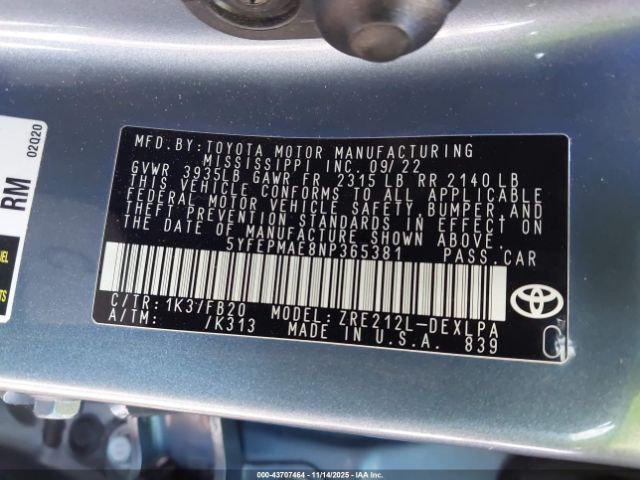 02020
RM
MFD.BY:TOYOTA MOTOR MANUFACTURING
MISSISSIPPI INC.09/22
GVWR 3935LB GAWR FR 2315 LB RR 2140 LB
THIS VEHICLE CONFORMS TO ALL APPLICABLE
FEDERAL MOTOR VEHICLE SAFETY,BUMPER,AND
THEFT PREVENTION STANDARDS IN EFFECT ON
THE DATE OF MANUFACTURE SHOWN ABOVE.
5YFEPMAE8NP365381 PASS.CAR
C/TR:1K37/FB20 MODEL:ZRE212L-DEXLPA
A/TM: /K313 MADE IN U.S.A. 839
000-43707464 - 11/14/2025 - Copyright © IAA